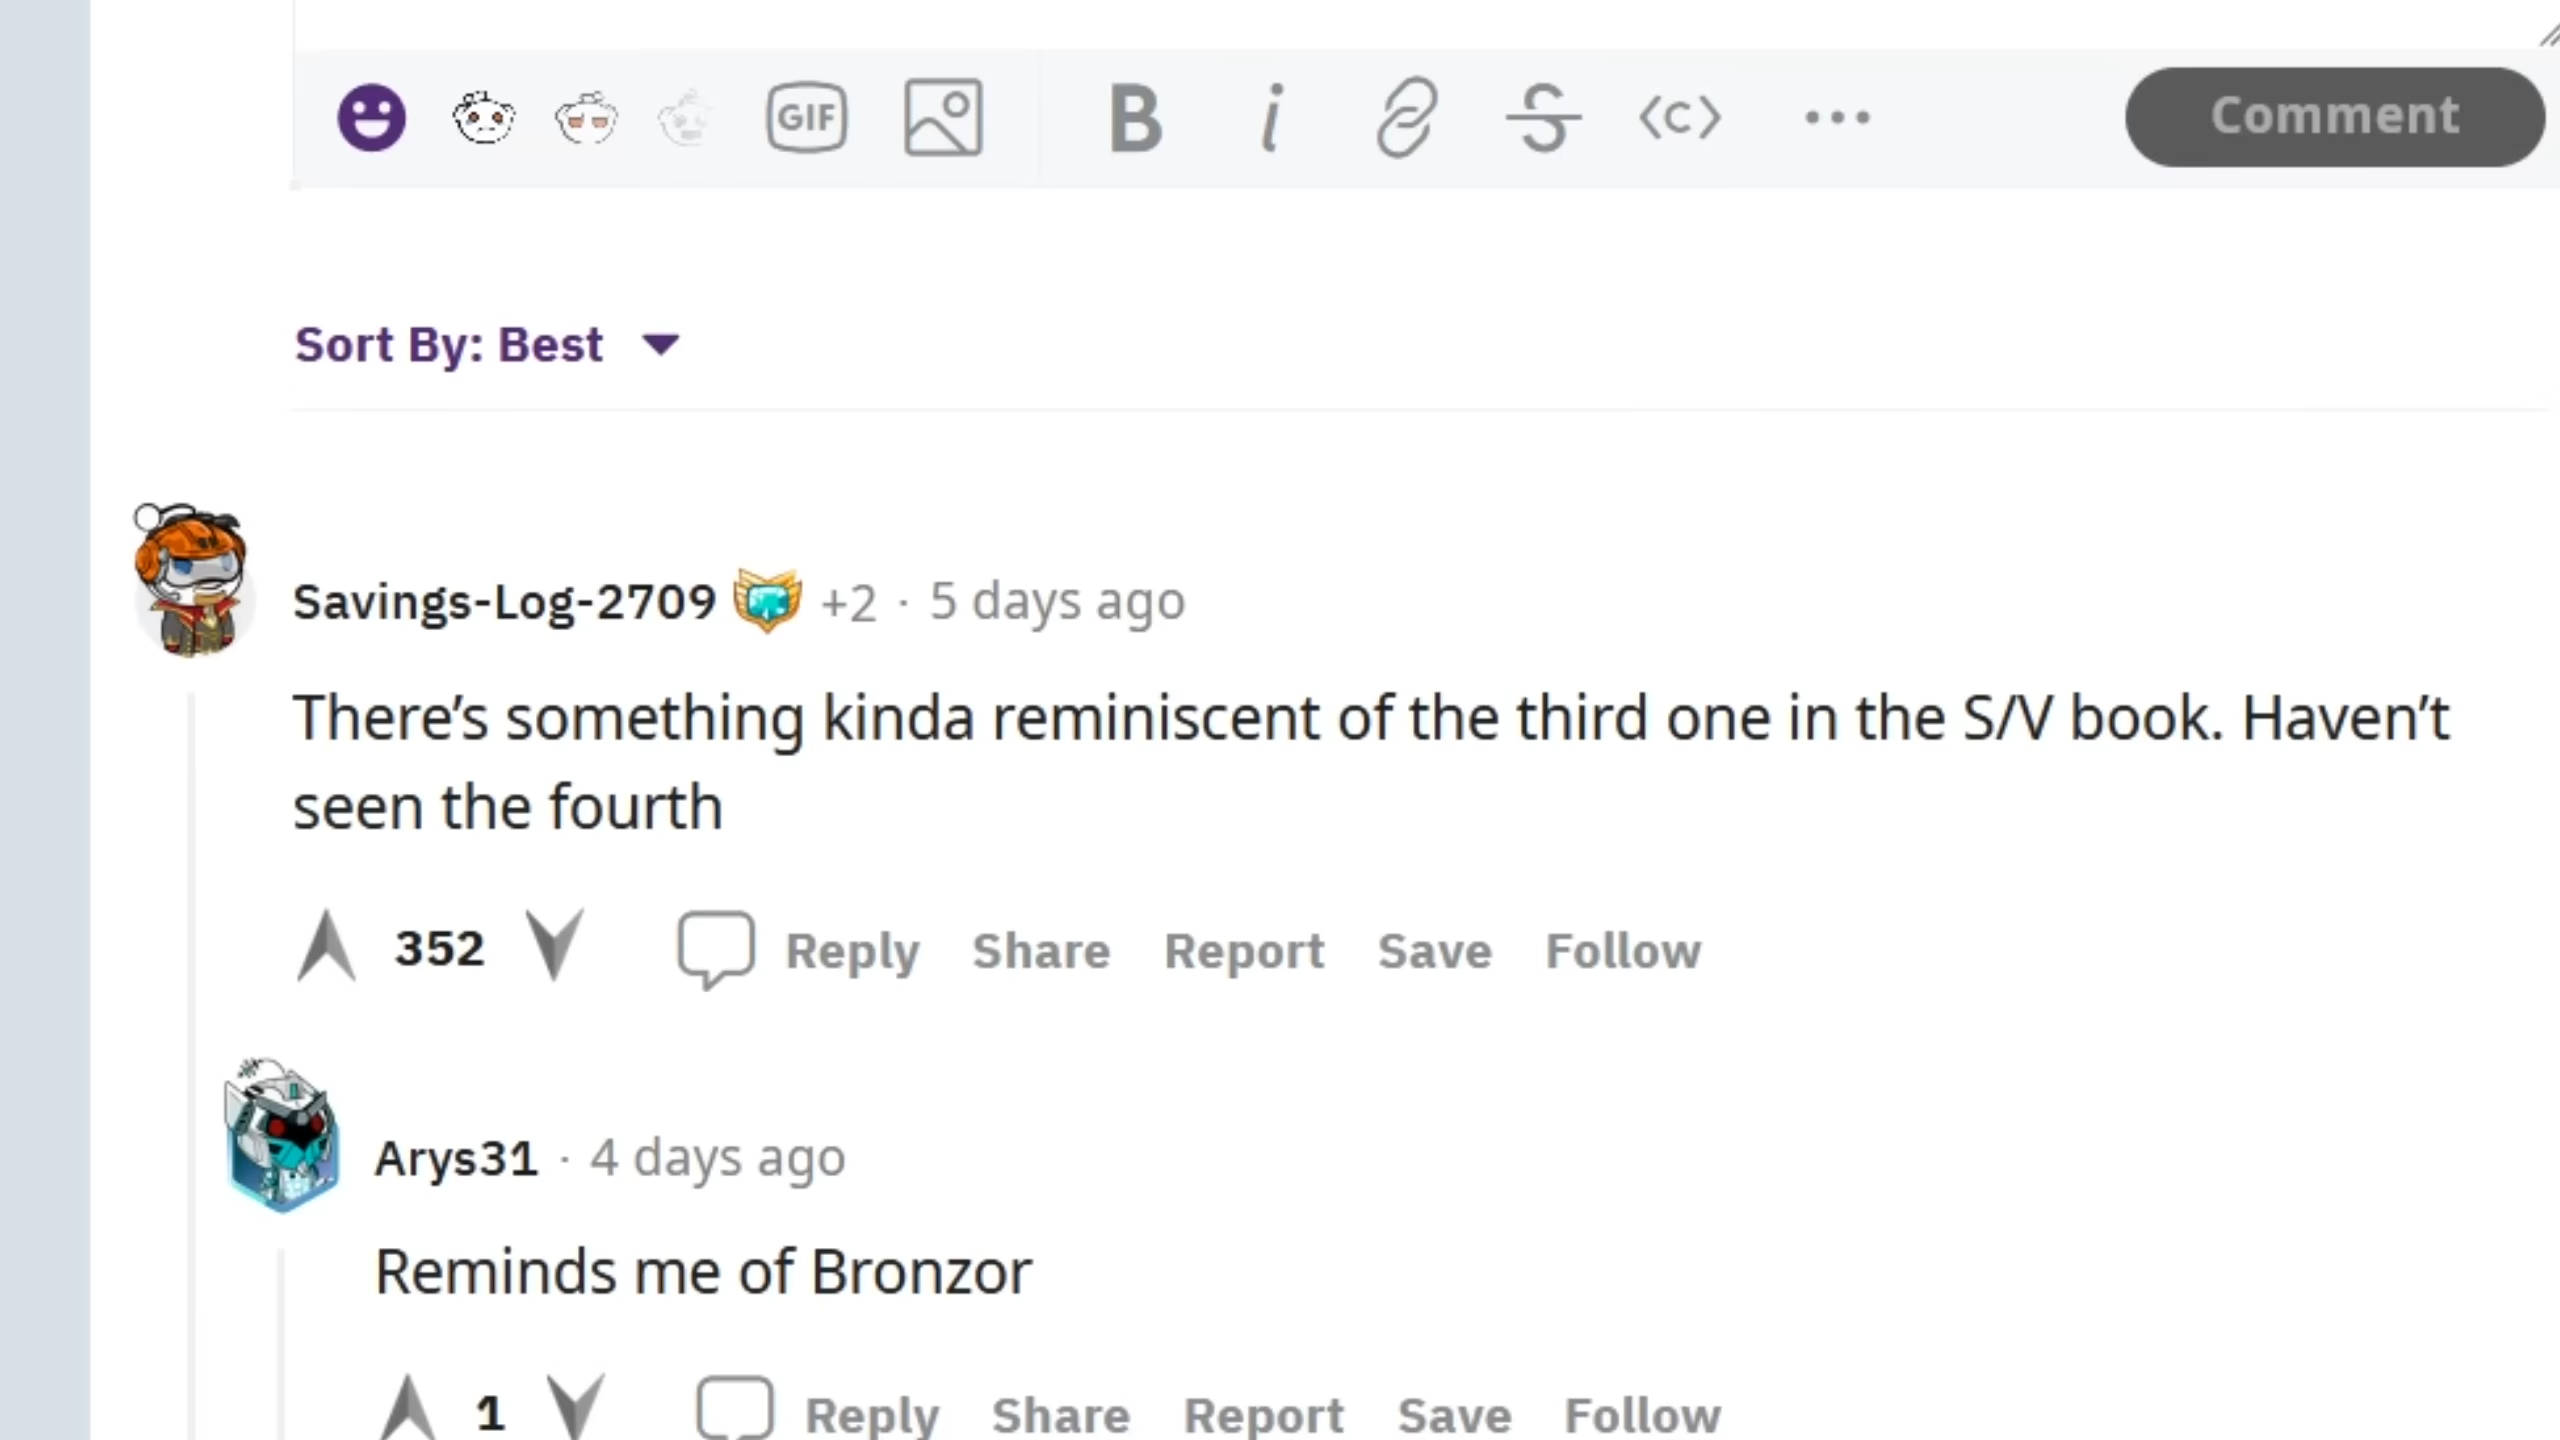 GIF B i S <c> ... Comment
Sort By: Best
Savings-Log-2709 +2 · 5 days ago
There’s something kinda reminiscent of the third one in the S/V book. Haven’t
seen the fourth
352 Reply Share Report Save Follow
Arys31 · 4 days ago
Reminds me of Bronzor
1 Reply Share Report Save Follow